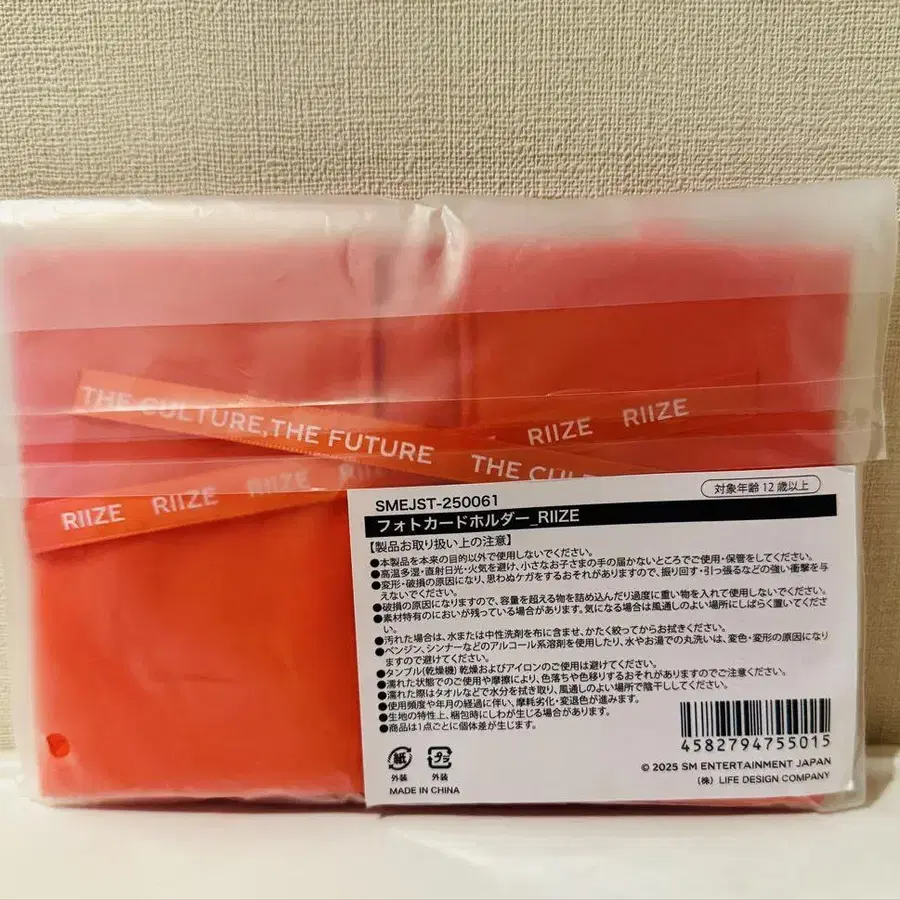 THE CULTURE,THE FUTURE
RIIZE RIIZE
THE CUL
RIIZE RIIZE RIIZE RI
SMEJST-250061
対象年齢 12 歳以上
フォトカードホルダー_RIIZE
【製品お取り扱い上の注意】
●本製品を本来の目的以外で使用しないでください。
●高温多湿・直射日光・火気を避け、小さなお子さまの手の届かないところでご使用・保管をしてください。
●変形・破損の原因になり、思わぬケガをするおそれがありますので、振り回す・引っ張るなどの強い衝撃を与
えないでください。
●破損の原因になりますので、容量を超える物を詰め込んだり過度に重い物を入れて使用しないでください。
●素材特有のにおいが残っている場合があります。気になる場合は風通しのよい場所にしばらく置いてくださ
い。
●汚れた場合は、水または中性洗剤を布に含ませ、かたく絞ってからお拭きください。
●ベンジン、シンナーなどのアルコール系溶剤を使用したり、水やお湯での丸洗いは、変色・変形の原因になり
ますので避けてください。
●タンブル(乾燥機) 乾燥およびアイロンのご使用は避けてください。
●濡れた状態でのご使用や摩擦により、色落ちや色移りするおそれがありますのでご注意ください。
●濡れた際はタオルなどで水分を拭き取り、風通しのよい場所で陰干ししてください。
●使用頻度や年月の経過に伴い、摩耗劣化・変退色が進みます。
●生地の特性上、梱包時にしわが生じる場合があります。
●商品は1点ごとに個体差が生じます。
紙 プラ
外装 外装
MADE IN CHINA
4582794755015
© 2025 SM ENTERTAINMENT JAPAN
(株) LIFE DESIGN COMPANY